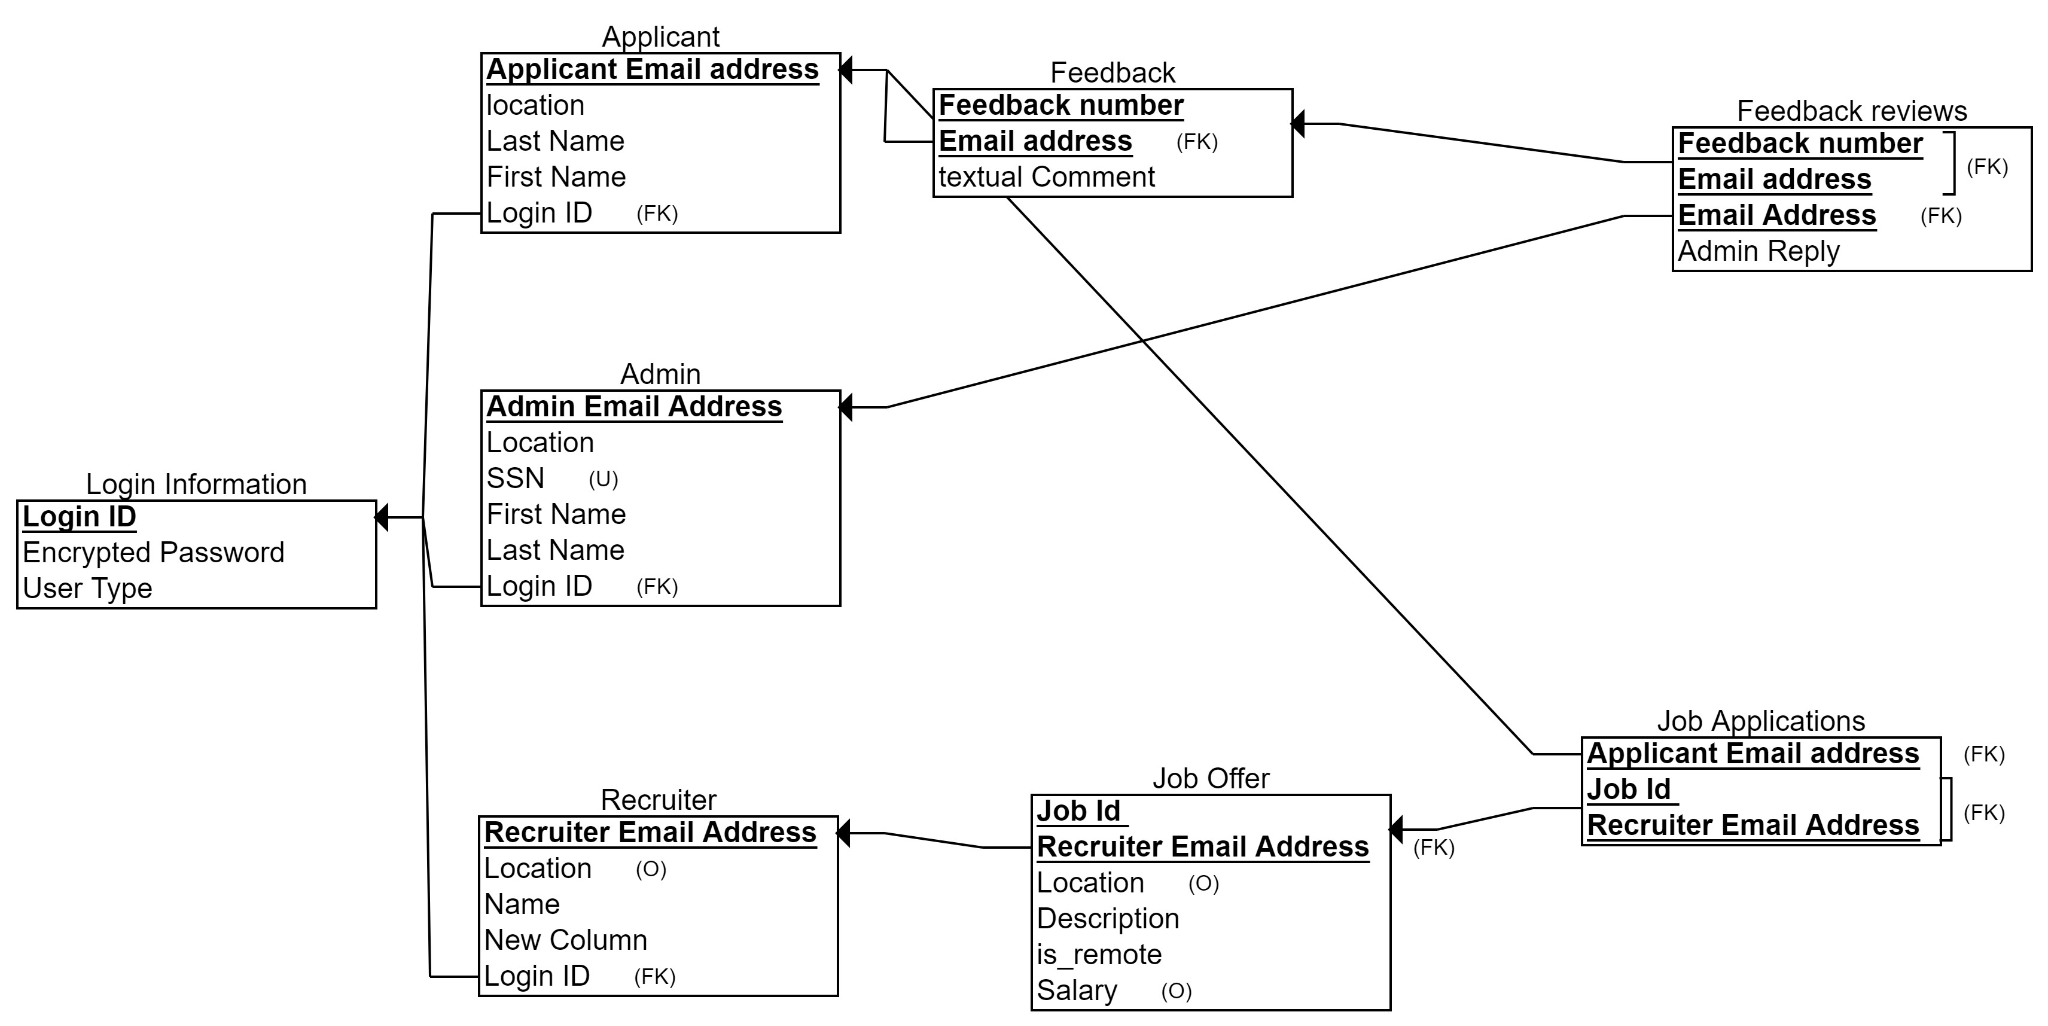 Applicant
Applicant Email address
location
Last Name
First Name
Login ID (FK)
Feedback
Feedback number
Email address (FK)
textual Comment
Feedback reviews
Feedback number
Email address
(FK)
Email Address (FK)
Admin Reply
Admin
Admin Email Address
Location
SSN (U)
First Name
Last Name
Login ID (FK)
Login Information
Login ID
Encrypted Password
User Type
Recruiter
Recruiter Email Address
Location (O)
Name
New Column
Login ID (FK)
Job Offer
Job Id
Recruiter Email Address (FK)
Location (O)
Description
is_remote
Salary (O)
Job Applications
Applicant Email address (FK)
Job Id
Recruiter Email Address
(FK)